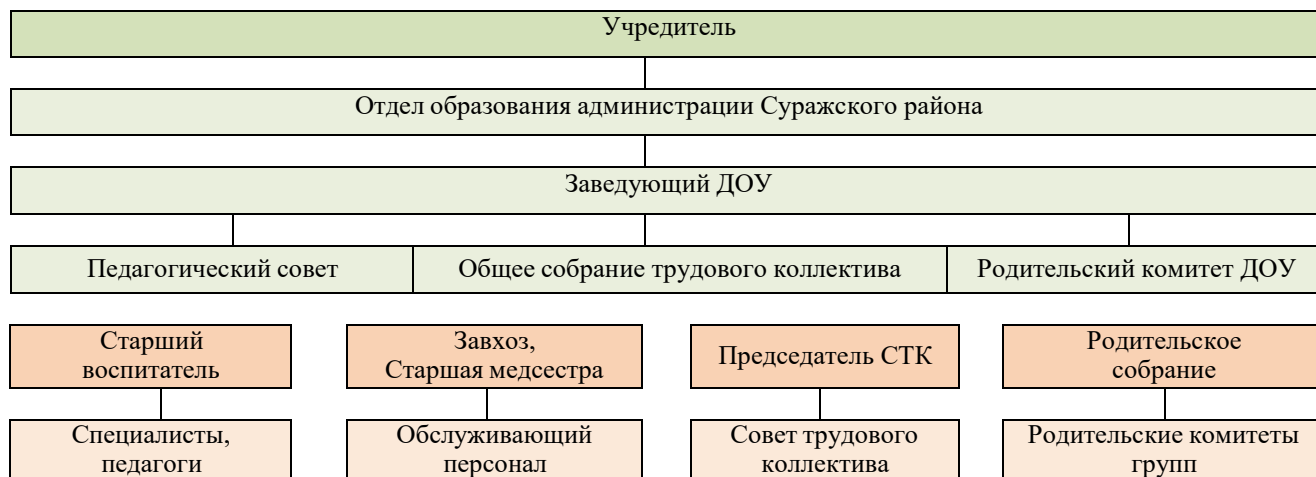 Учредитель
Отдел образования администрации Суражского района
Заведующий ДОУ
Педагогический совет
Общее собрание трудового коллектива
Родительский комитет ДОУ
Старший
воспитатель
Завхоз,
Старшая медсестра
Председатель СТК
Родительское
собрание
Специалисты,
педагоги
Обслуживающий
персонал
Совет трудового
коллектива
Родительские комитеты
групп